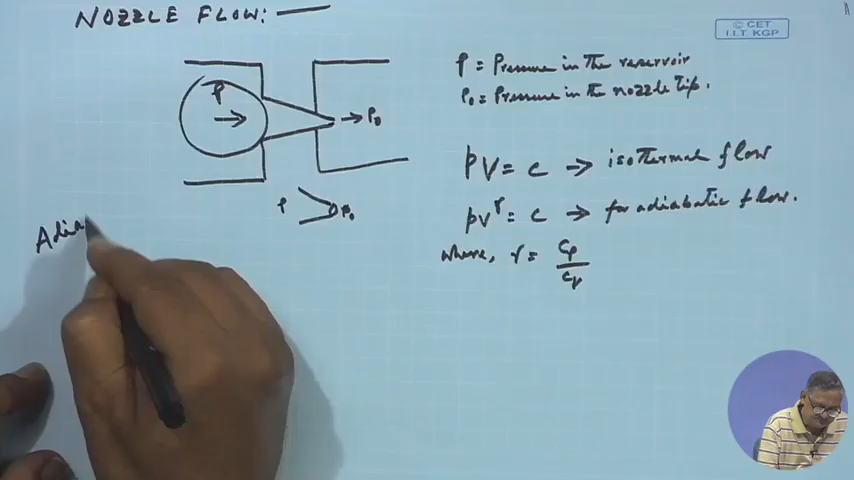 NOZZLE FLOW:
© CET
I.I.T. KGP
P
P₀
P = Pressure in the reservoir
P₀ = Pressure in the nozzle tip.
PV = C → isothermal flow
PV^γ = C → for adiabatic flow.
where, γ = Cp / Cv
P
P₀
Adia